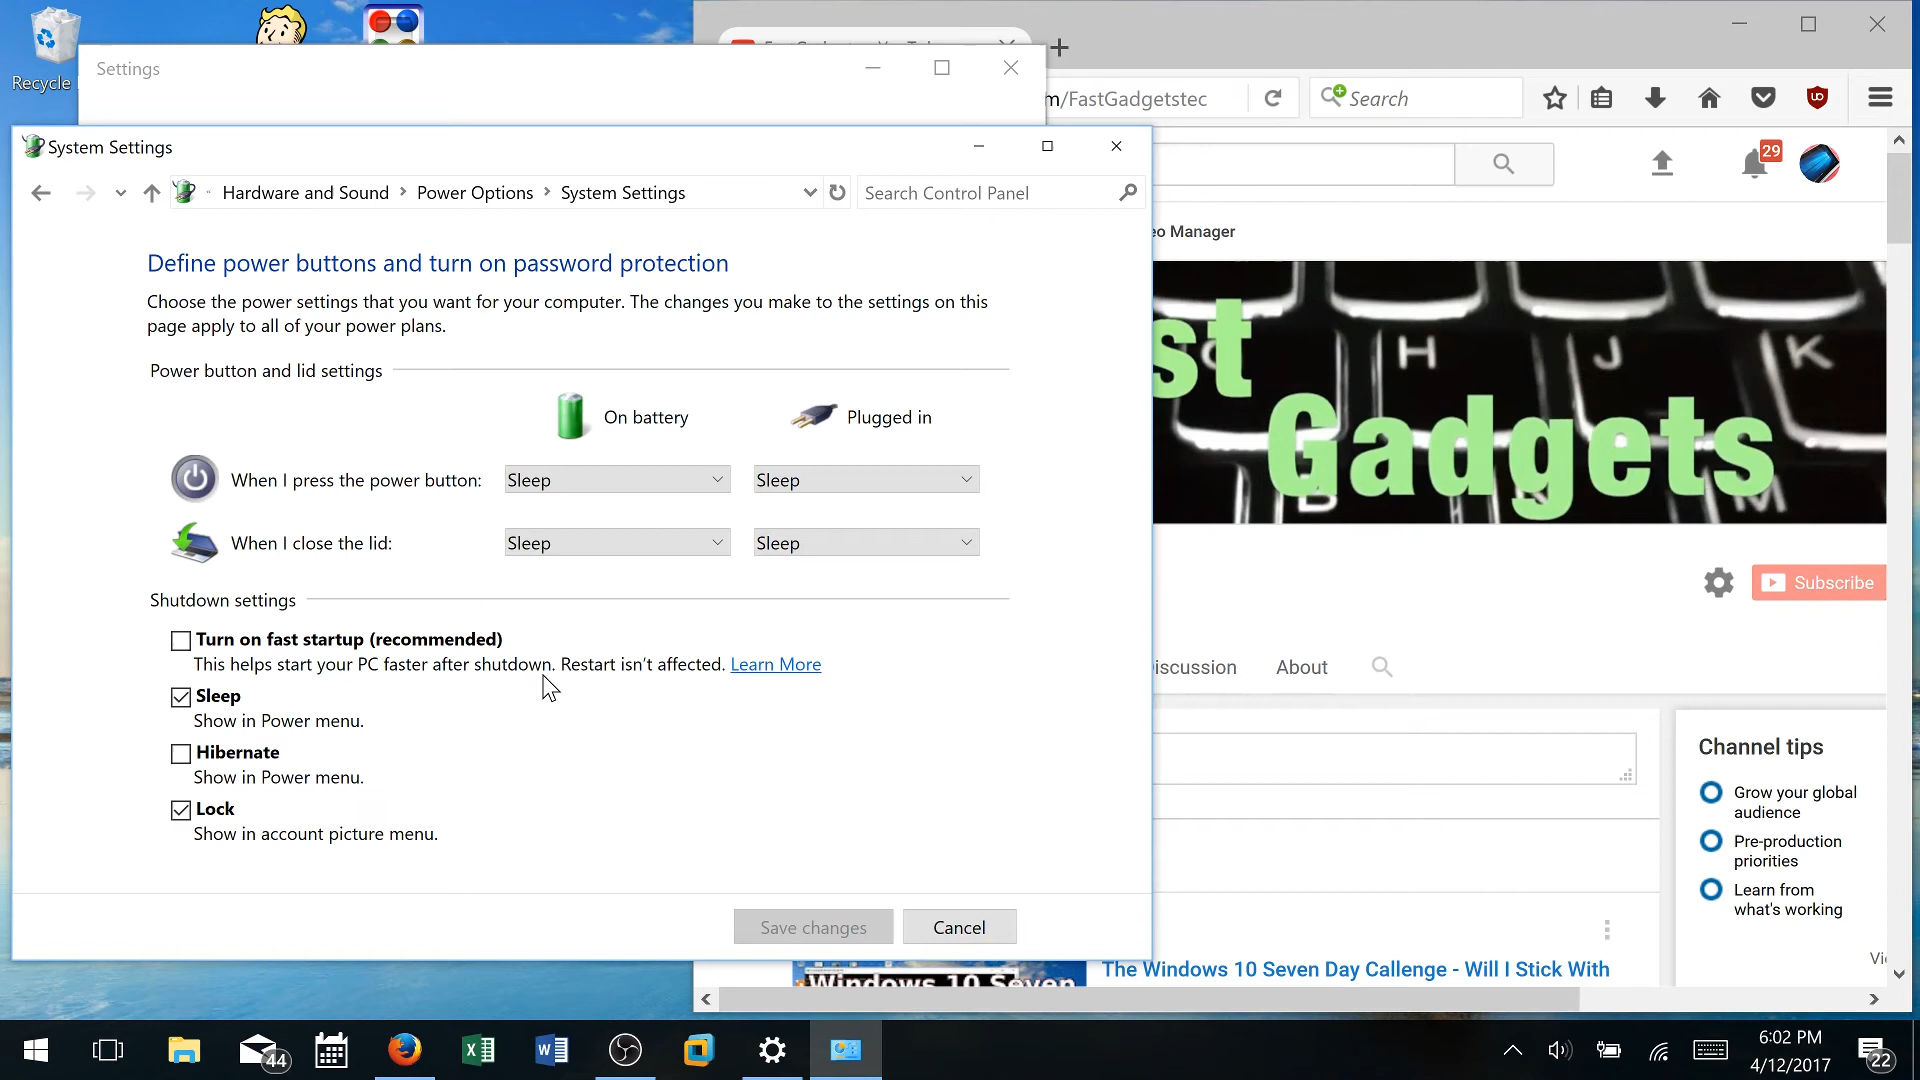 Recycle
Settings
m/FastGadgetstec
Search
System Settings
Hardware and Sound > Power Options > System Settings
Search Control Panel
29
eo Manager
Define power buttons and turn on password protection
Choose the power settings that you want for your computer. The changes you make to the settings on this
page apply to all of your power plans.
Power button and lid settings
On battery
Plugged in
When I press the power button:
Sleep
Sleep
When I close the lid:
Sleep
Sleep
Shutdown settings
Turn on fast startup (recommended)
This helps start your PC faster after shutdown. Restart isn't affected. Learn More
Sleep
Show in Power menu.
Hibernate
Show in Power menu.
Lock
Show in account picture menu.
Save changes
Cancel
st
Gadgets
H
J
K
B
M
Subscribe
iscussion
About
Channel tips
Grow your global
audience
Pre-production
priorities
Learn from
what's working
The Windows 10 Seven Day Callenge - Will I Stick With
Windows 10 Seven
44
6:02 PM
4/12/2017
22